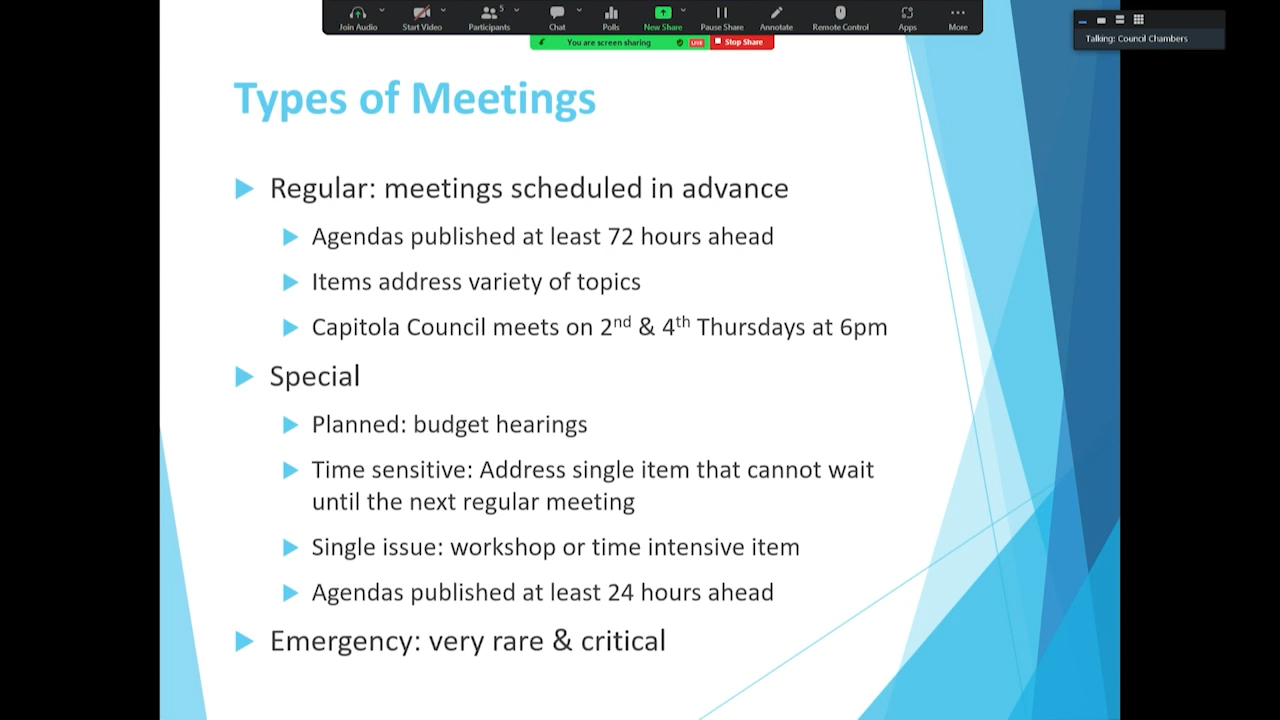 5
Join Audio
Start Video
Participants
Chat
Polls
New Share
Pause Share
Annotate
Remote Control
Apps
More
You are screen sharing
LIVE
Stop Share
Talking: Council Chambers
Types of Meetings
Regular: meetings scheduled in advance
Agendas published at least 72 hours ahead
Items address variety of topics
Capitola Council meets on 2nd & 4th Thursdays at 6pm
Special
Planned: budget hearings
Time sensitive: Address single item that cannot wait
until the next regular meeting
Single issue: workshop or time intensive item
Agendas published at least 24 hours ahead
Emergency: very rare & critical